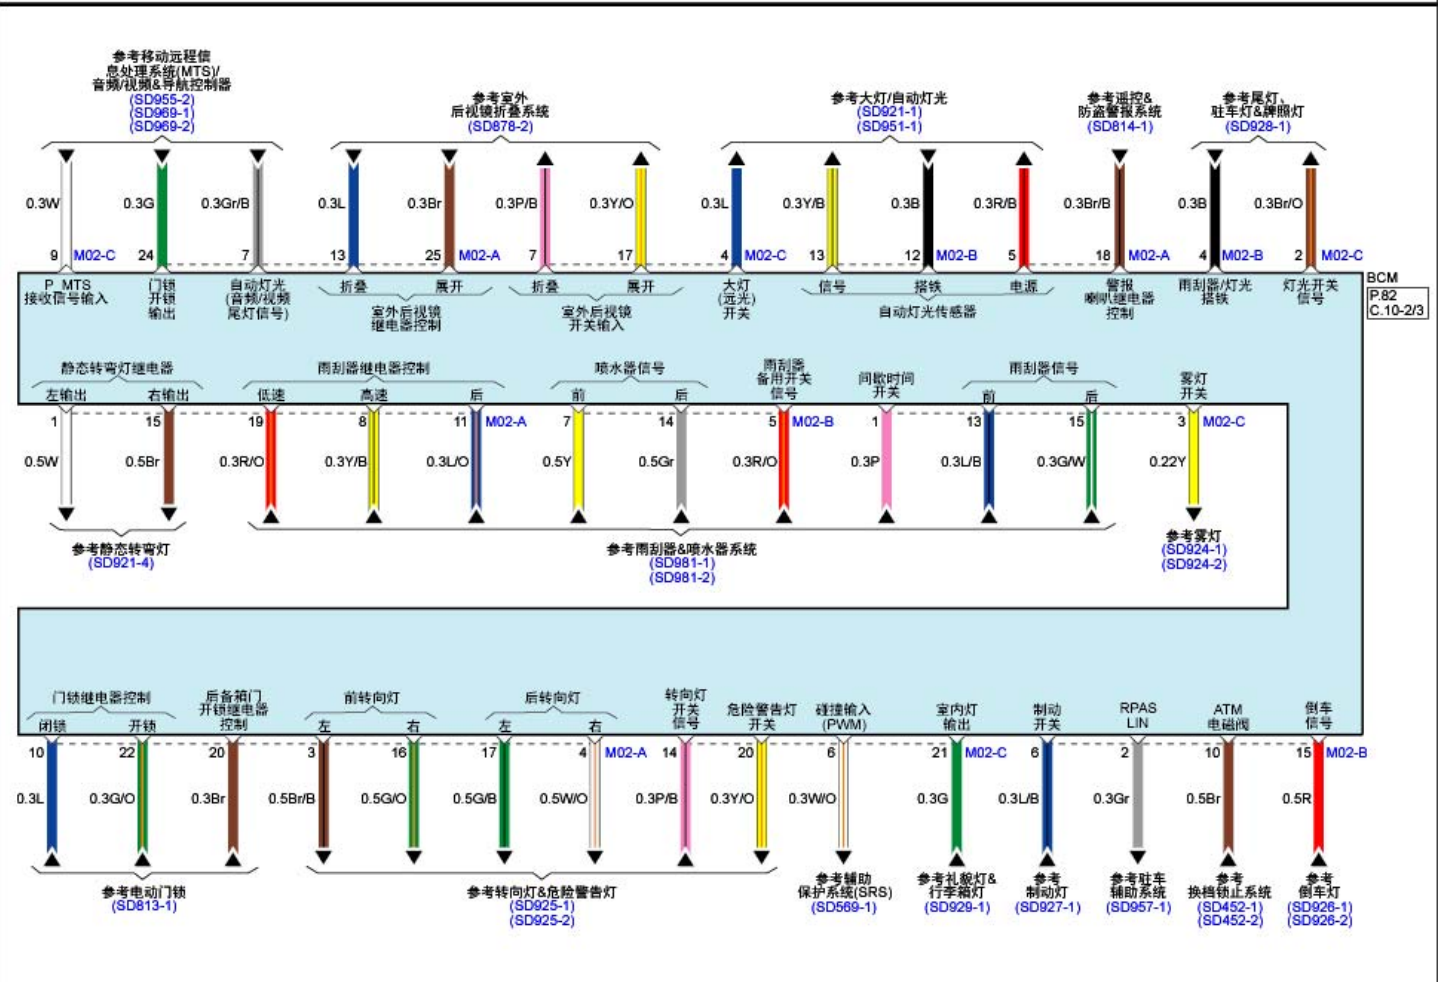 参考移动远程信
息处理系统(MTS)/
音频/视频&导航控制器
(SD955-2)
(SD969-1)
(SD969-2)
参考室外
后视镜折叠系统
(SD878-2)
参考大灯/自动灯光
(SD921-1)
(SD951-1)
参考遥控&
防盗警报系统
(SD814-1)
参考尾灯、
驻车灯&牌照灯
(SD928-1)
0.3W 0.3G 0.3Gr/B 0.3L 0.3Br 0.3P/B 0.3Y/O 0.3L 0.3Y/B 0.3B 0.3R/B 0.3Br/B 0.3B 0.3Br/O
9 M02-C 24 7 13 25 M02-A 7 17 4 M02-C 13 12 M02-B 5 18 M02-A 4 M02-B 2 M02-C
BCM
P.82
C.10-2/3
P_MTS
接收信号输入
门锁
开锁
输出
自动灯光
(音频/视频
尾灯信号)
折叠 展开
室外后视镜
继电器控制
折叠 展开
室外后视镜
开关输入
大灯
(远光)
开关
信号 搭铁 电源
自动灯光传感器
警报
喇叭继电器
控制
雨刮器/灯光
搭铁
灯光开关
信号
静态转弯灯继电器
左输出 右输出
雨刮器继电器控制
低速 高速 后
喷水器信号
前 后
雨刮器
备用开关
信号
间歇时间
开关
雨刮器信号
前 后
雾灯
开关
1 15 19 8 11 M02-A 7 14 5 M02-B 1 13 15 3 M02-C
0.5W 0.5Br 0.3R/O 0.3Y/B 0.3L/O 0.5Y 0.5Gr 0.3R/O 0.3P 0.3L/B 0.3G/W 0.22Y
参考静态转弯灯
(SD921-4)
参考雨刮器&喷水器系统
(SD981-1)
(SD981-2)
参考雾灯
(SD924-1)
(SD924-2)
门锁继电器控制
闭锁 开锁
后备箱门
开锁继电器
控制
前转向灯
左 右
后转向灯
左 右
转向灯
开关
信号
危险警告灯
开关
碰撞输入
(PWM)
室内灯
输出
制动
开关
RPAS
LIN
ATM
电磁阀
倒车
信号
10 22 20 3 16 17 4 M02-A 14 20 6 21 M02-C 6 2 10 15 M02-B
0.3L 0.3G/O 0.3Br 0.5Br/B 0.5G/O 0.5G/B 0.5W/O 0.3P/B 0.3Y/O 0.3W/O 0.3G 0.3L/B 0.3Gr 0.5Br 0.5R
参考电动门锁
(SD813-1)
参考转向灯&危险警告灯
(SD925-1)
(SD925-2)
参考辅助
保护系统(SRS)
(SD569-1)
参考礼貌灯&
行李箱灯
(SD929-1)
参考
制动灯
(SD927-1)
参考驻车
辅助系统
(SD957-1)
参考
换档锁止系统
(SD452-1)
(SD452-2)
参考
倒车灯
(SD926-1)
(SD926-2)